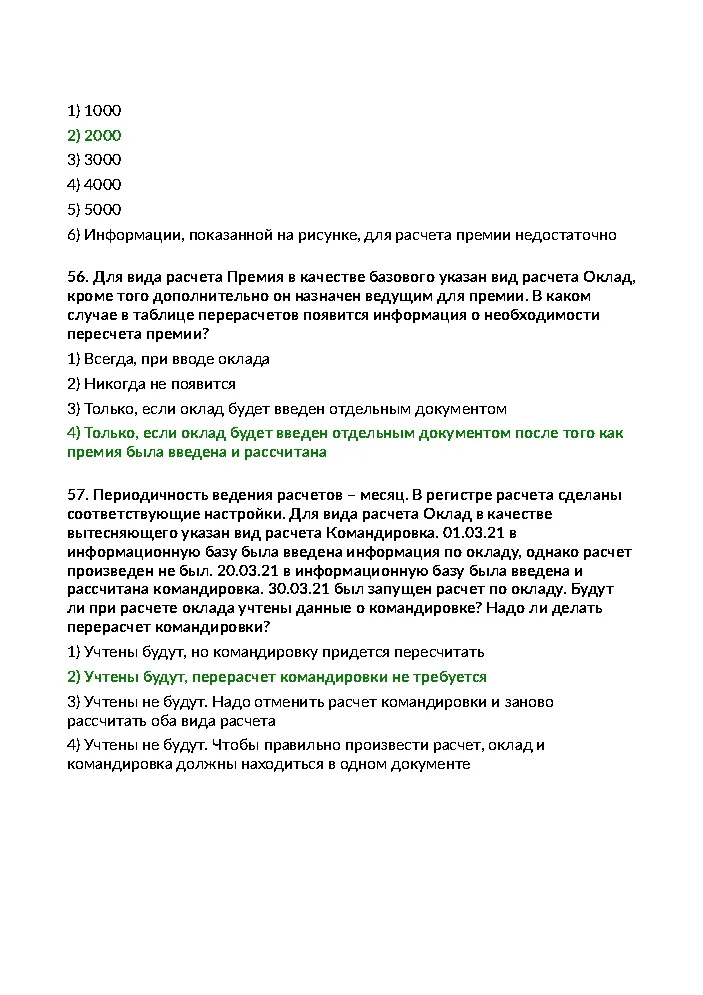 1) 1000
2) 2000
3) 3000
4) 4000
5) 5000
6) Информации, показанной на рисунке, для расчета премии недостаточно
56. Для вида расчета Премия в качестве базового указан вид расчета Оклад,
кроме того дополнительно он назначен ведущим для премии. В каком
случае в таблице перерасчетов появится информация о необходимости
пересчета премии?
1) Всегда, при вводе оклада
2) Никогда не появится
3) Только, если оклад будет введен отдельным документом
4) Только, если оклад будет введен отдельным документом после того как
премия была введена и рассчитана
57. Периодичность ведения расчетов – месяц. В регистре расчета сделаны
соответствующие настройки. Для вида расчета Оклад в качестве
вытесняющего указан вид расчета Командировка. 01.03.21 в
информационную базу была введена информация по окладу, однако расчет
произведен не был. 20.03.21 в информационную базу была введена и
рассчитана командировка. 30.03.21 был запущен расчет по окладу. Будут
ли при расчете оклада учтены данные о командировке? Надо ли делать
перерасчет командировки?
1) Учтены будут, но командировку придется пересчитать
2) Учтены будут, перерасчет командировки не требуется
3) Учтены не будут. Надо отменить расчет командировки и заново
рассчитать оба вида расчета
4) Учтены не будут. Чтобы правильно произвести расчет, оклад и
командировка должны находиться в одном документе